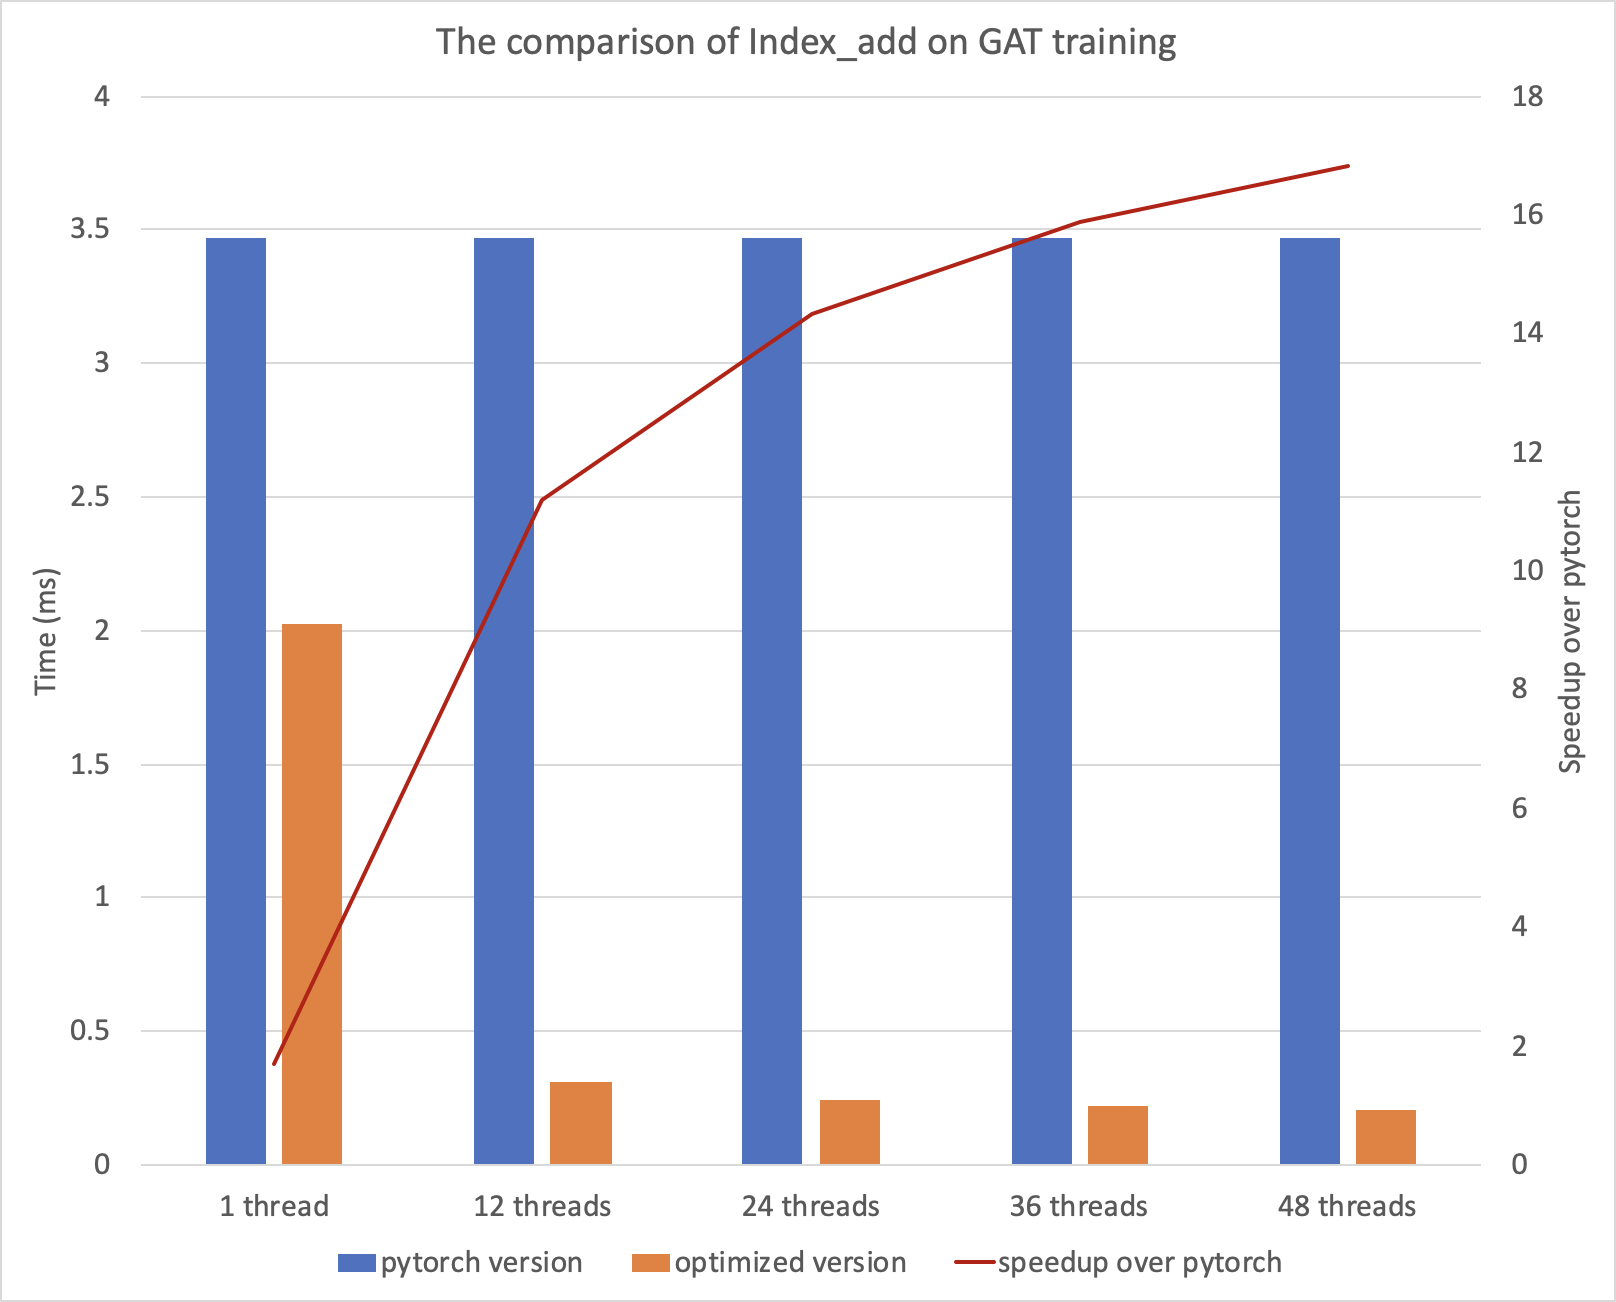 The comparison of Index_add on GAT training
4
3.5
3
2.5
2
1.5
1
0.5
0
Time (ms)
18
16
14
12
10
8
6
4
2
0
Speedup over pytorch
1 thread
12 threads
24 threads
36 threads
48 threads
pytorch version
optimized version
speedup over pytorch